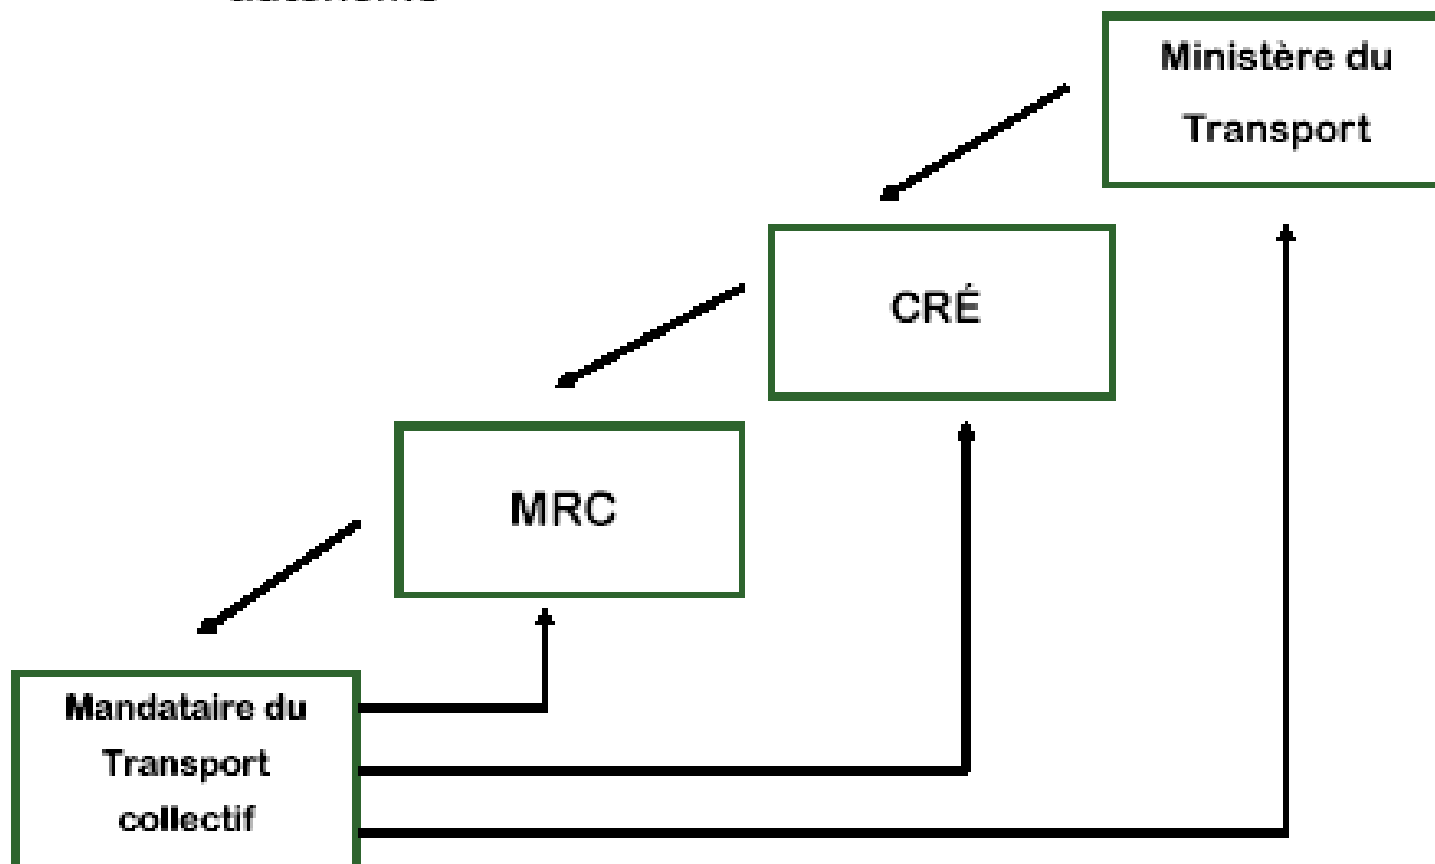 Ministère du
Transport
CRÉ
MRC
Mandataire du
Transport
collectif